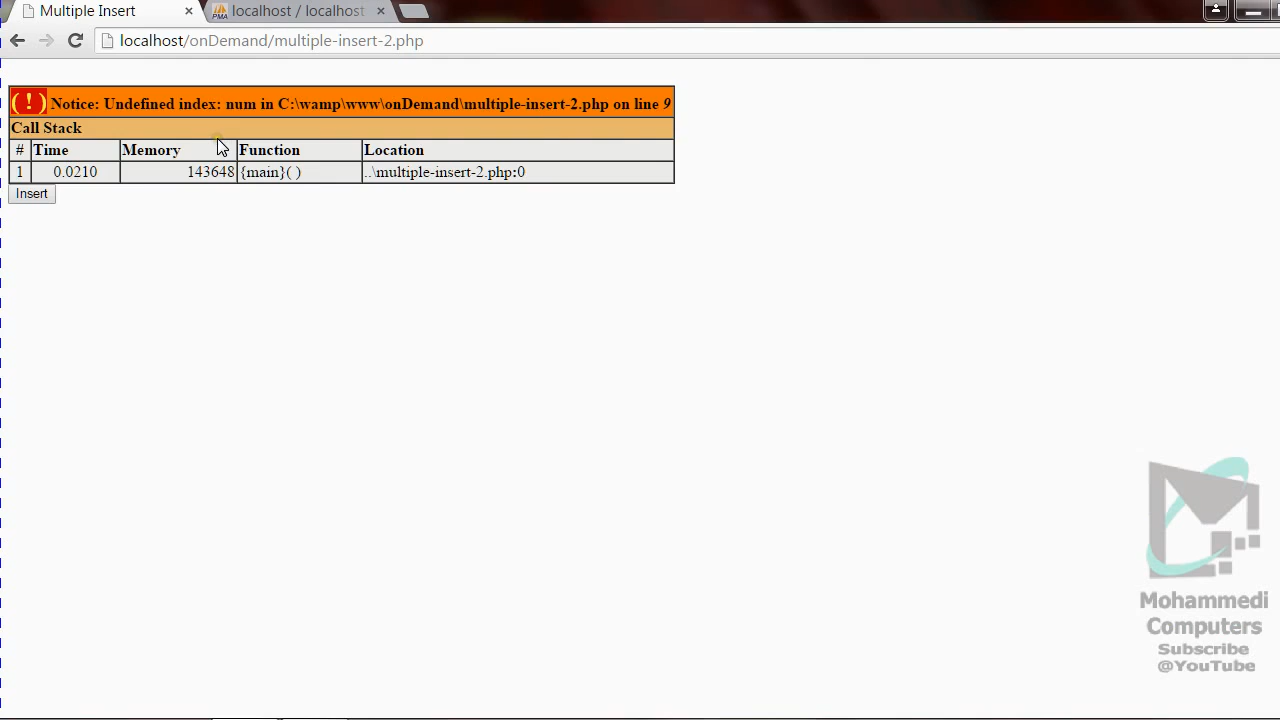 Multiple Insert
localhost / localhost
localhost/onDemand/multiple-insert-2.php
( ! ) Notice: Undefined index: num in C:\wamp\www\onDemand\multiple-insert-2.php on line 9
Call Stack
# Time Memory Function Location
1 0.0210 143648 {main}( ) ..\multiple-insert-2.php:0
Insert
Mohammedi
Computers
Subscribe
@YouTube